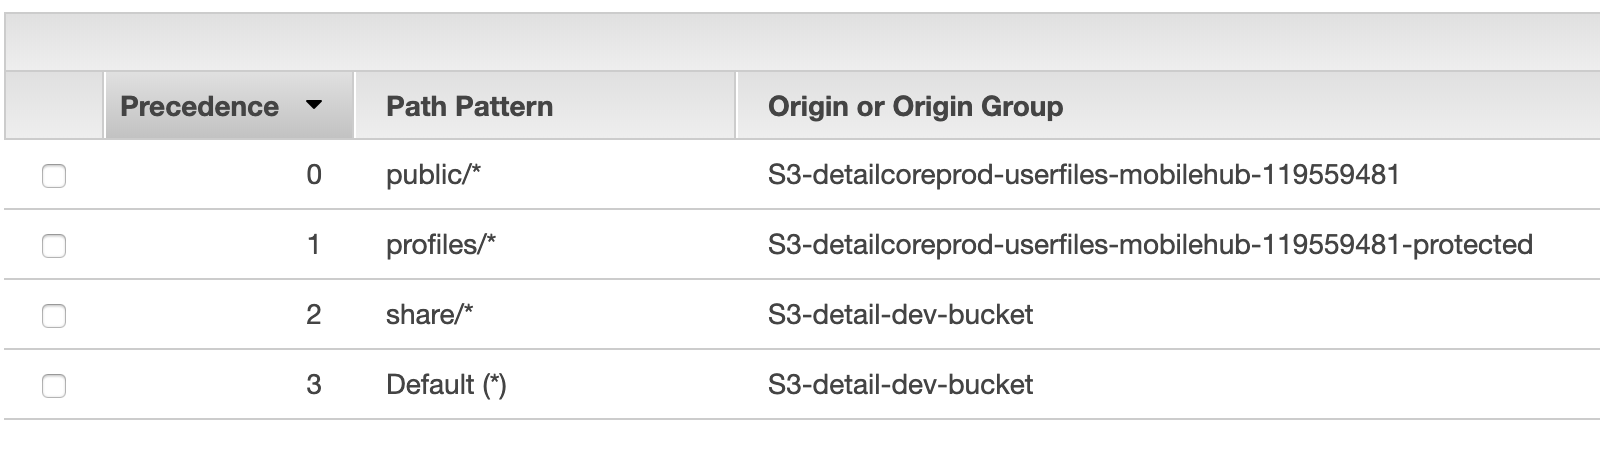 Precedence Path Pattern Origin or Origin Group
0 public/* S3-detailcoreprod-userfiles-mobilehub-119559481
1 profiles/* S3-detailcoreprod-userfiles-mobilehub-119559481-protected
2 share/* S3-detail-dev-bucket
3 Default (*) S3-detail-dev-bucket